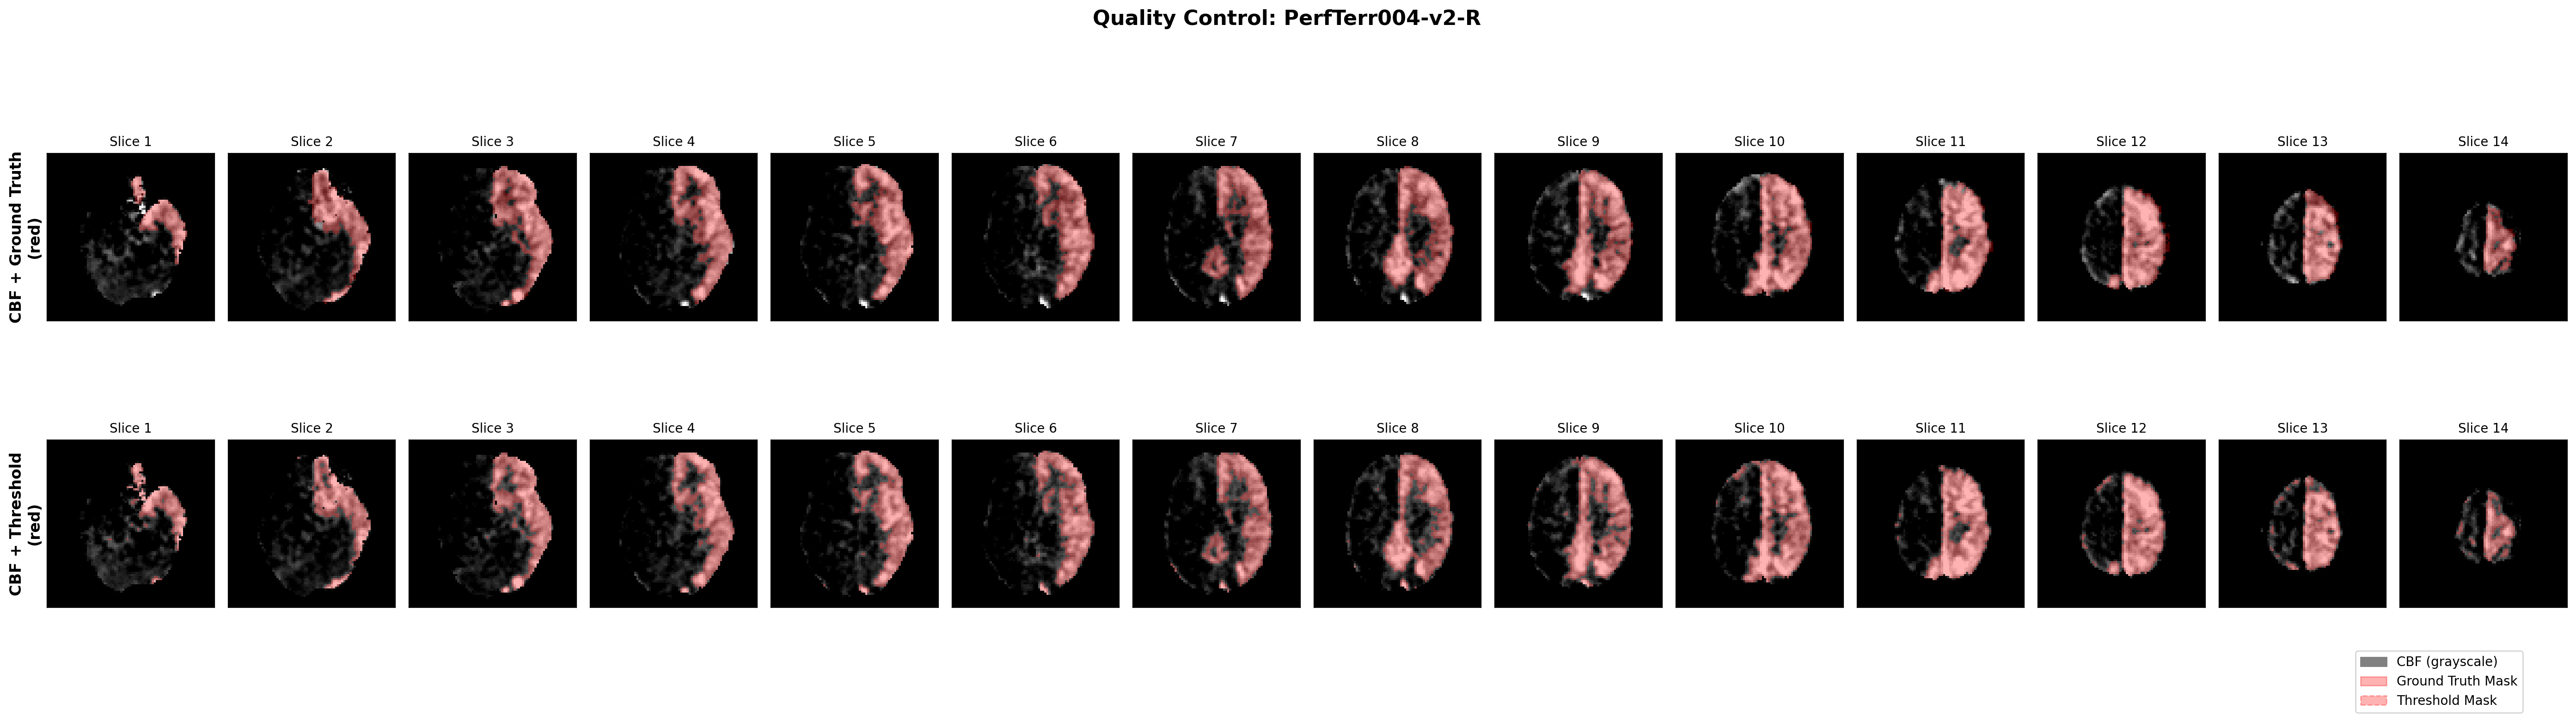 Quality Control: PerfTerr004-v2-R
CBF + Ground Truth
(red)
Slice 1
Slice 2
Slice 3
Slice 4
Slice 5
Slice 6
Slice 7
Slice 8
Slice 9
Slice 10
Slice 11
Slice 12
Slice 13
Slice 14
CBF + Threshold
(red)
Slice 1
Slice 2
Slice 3
Slice 4
Slice 5
Slice 6
Slice 7
Slice 8
Slice 9
Slice 10
Slice 11
Slice 12
Slice 13
Slice 14
CBF (grayscale)
Ground Truth Mask
Threshold Mask